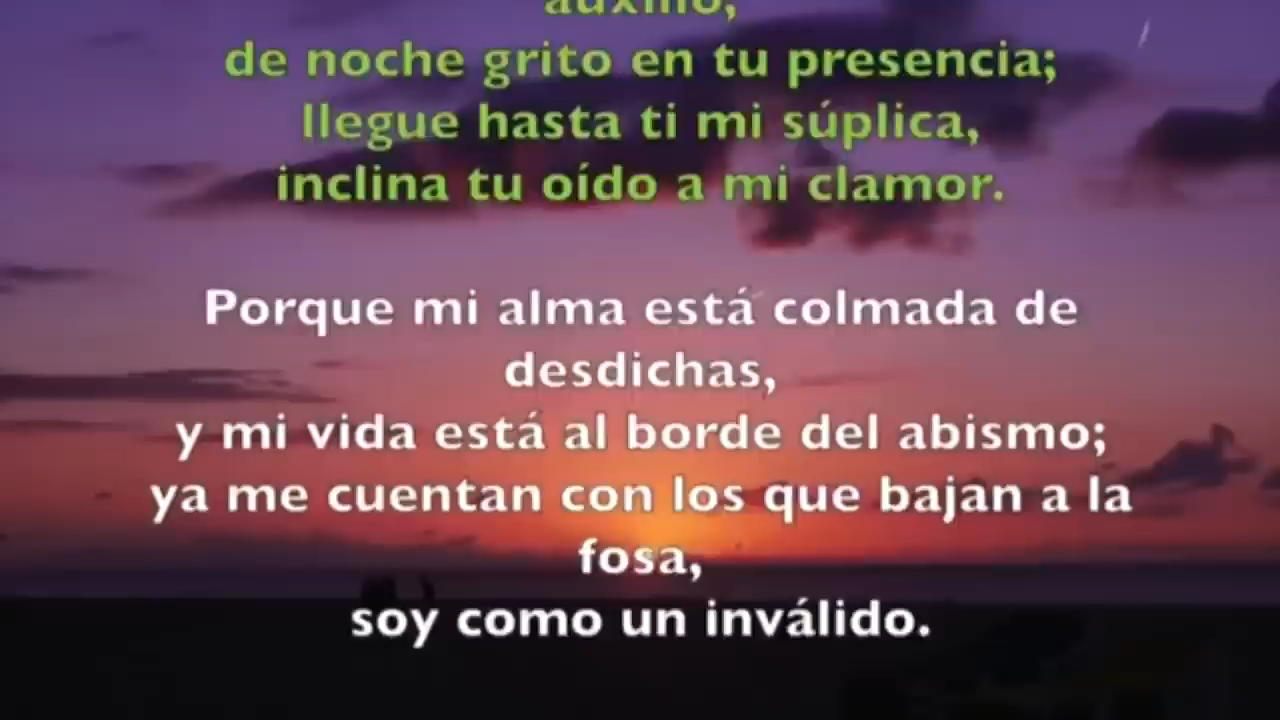 auxilio,
de noche grito en tu presencia;
llegue hasta ti mi súplica,
inclina tu oído a mi clamor.
Porque mi alma está colmada de
desdichas,
y mi vida está al borde del abismo;
ya me cuentan con los que bajan a la
fosa,
soy como un inválido.